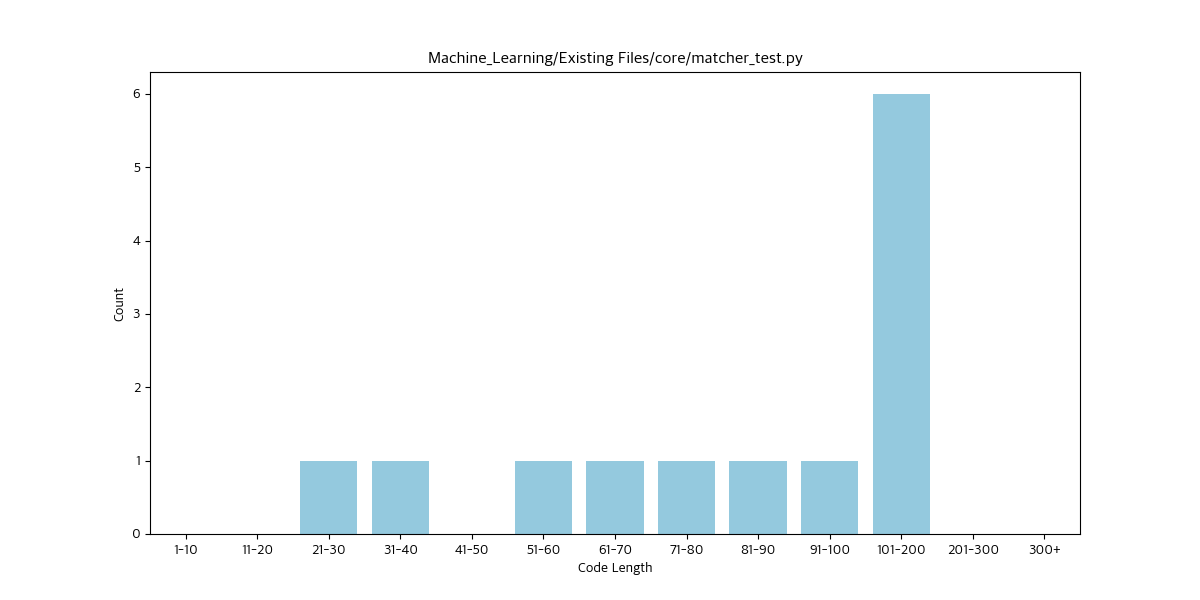 Machine_Learning/Existing Files/core/matcher_test.py
6
5
4
3
2
1
0
Count
1-10 11-20 21-30 31-40 41-50 51-60 61-70 71-80 81-90 91-100 101-200 201-300 300+
Code Length